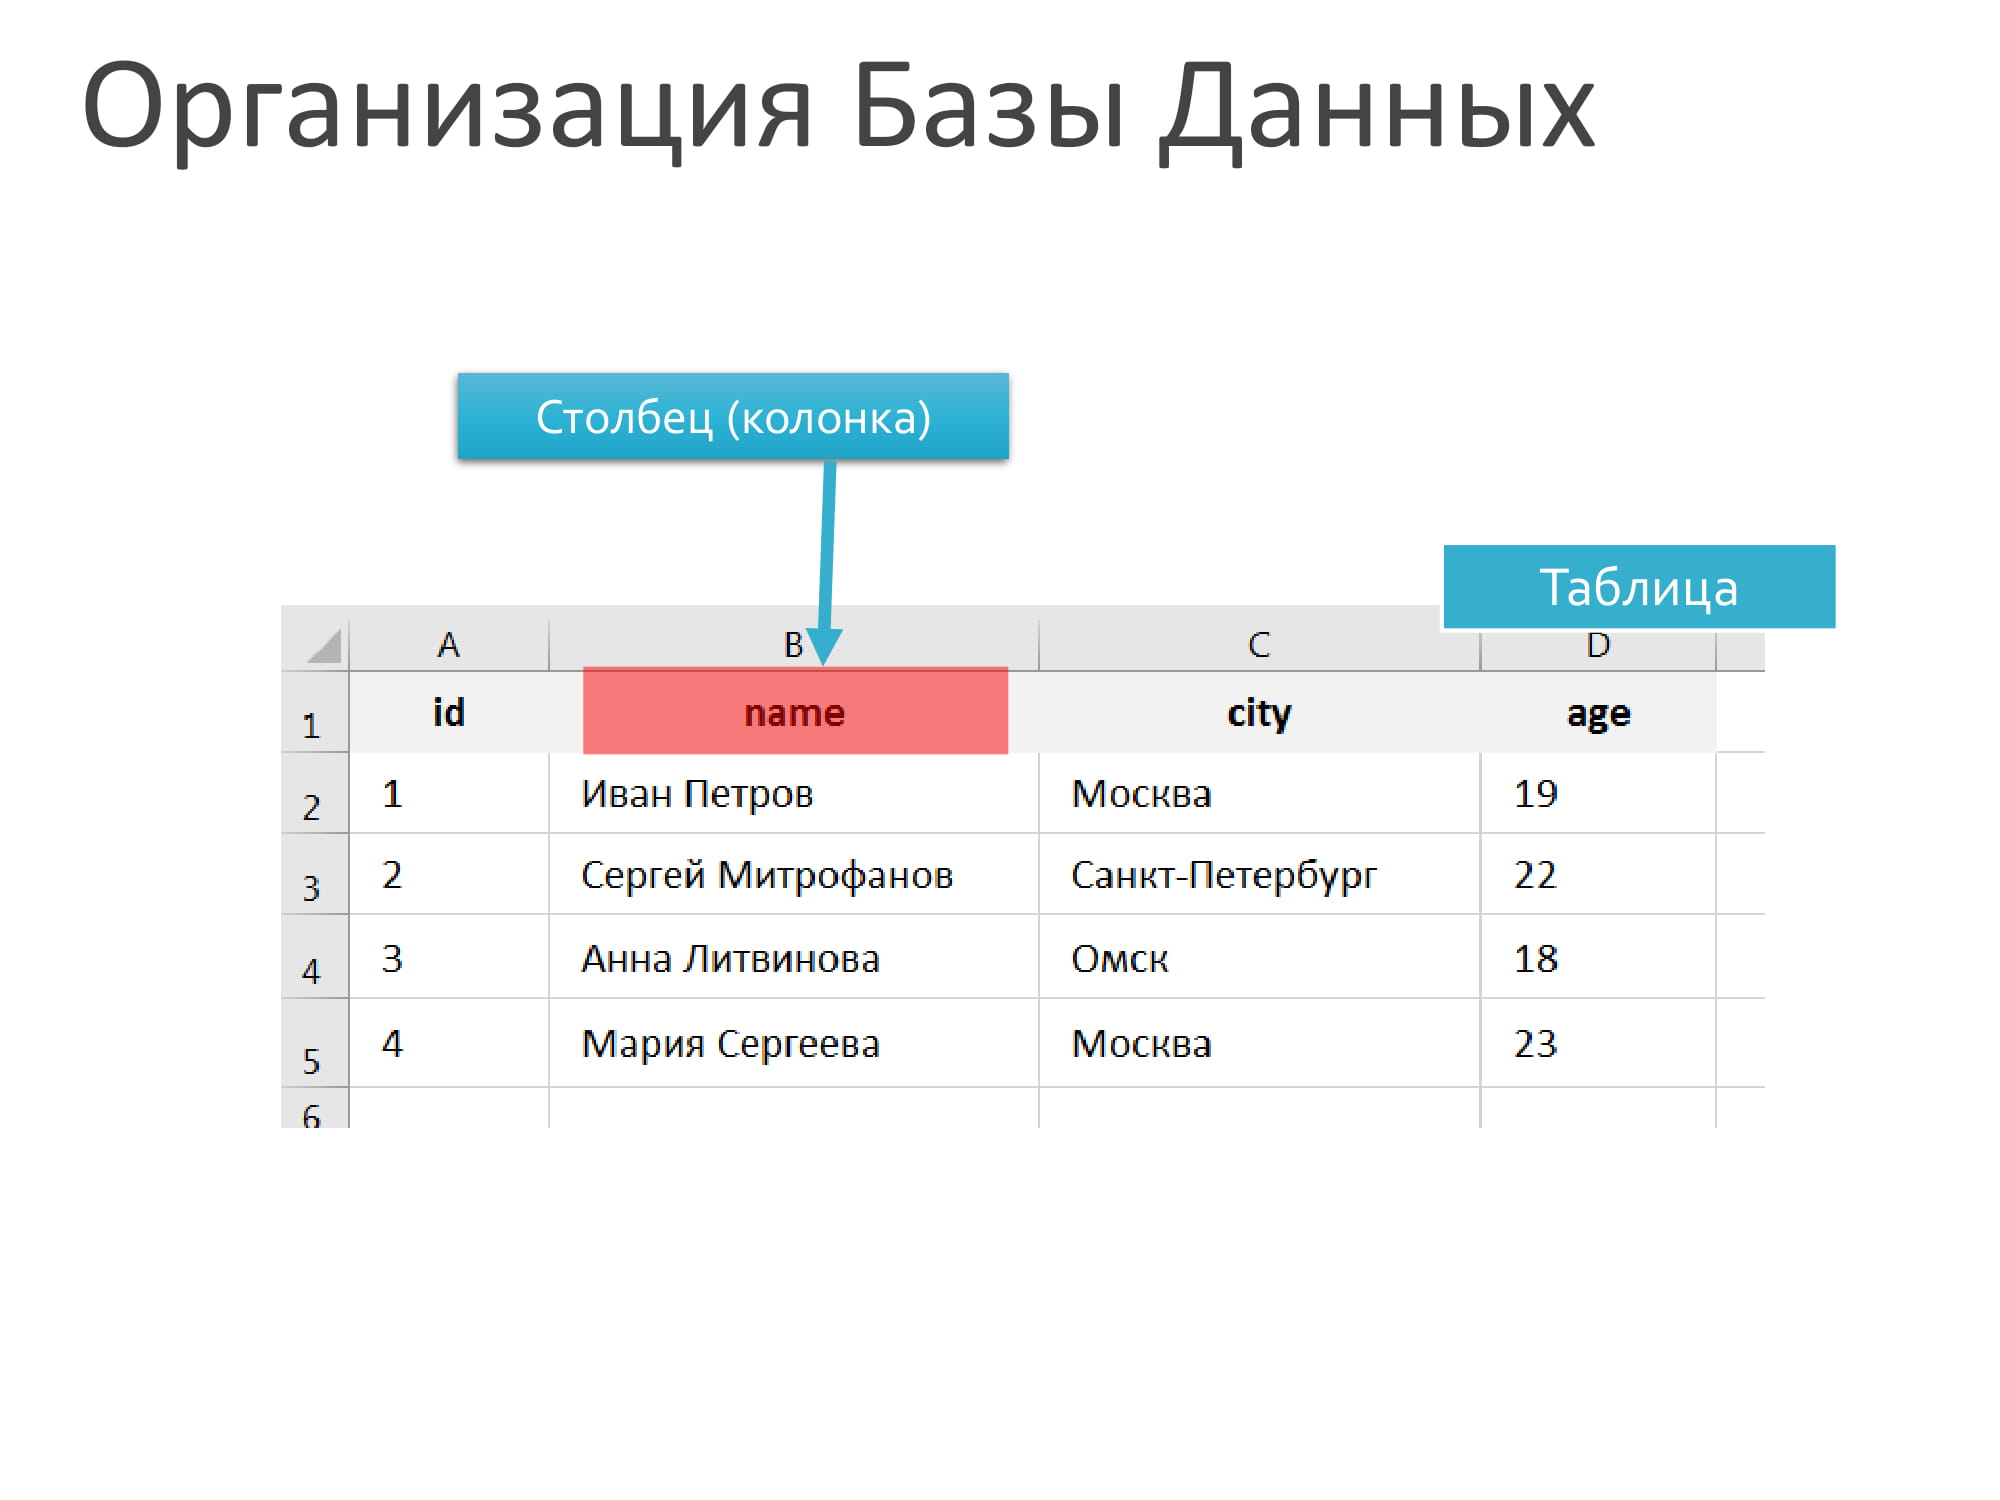 Организация Базы Данных
Столбец (колонка)
Таблица
A B C D
1 id name city age
2 1 Иван Петров Москва 19
3 2 Сергей Митрофанов Санкт-Петербург 22
4 3 Анна Литвинова Омск 18
5 4 Мария Сергеева Москва 23
6